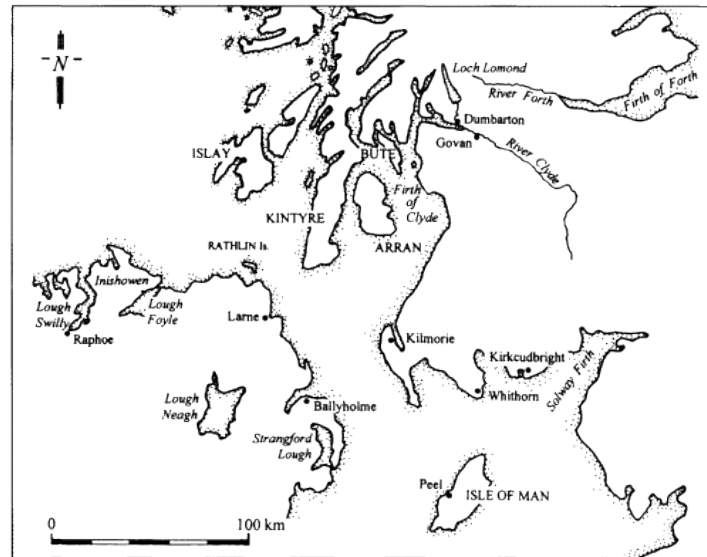 N
Loch Lomond
River Forth
Firth of Forth
Dumbarton
Govan
River Clyde
BUTE
ISLAY
Firth of
Clyde
KINTYRE
ARRAN
RATHLIN Is.
Inishowen
Lough
Swilly
Lough
Foyle
Raphoe
Larne
Kilmorie
Kirkcudbright
Solway Firth
Whithorn
Lough
Neagh
Ballyholme
Strangford
Lough
Peel
ISLE OF MAN
0
100 km